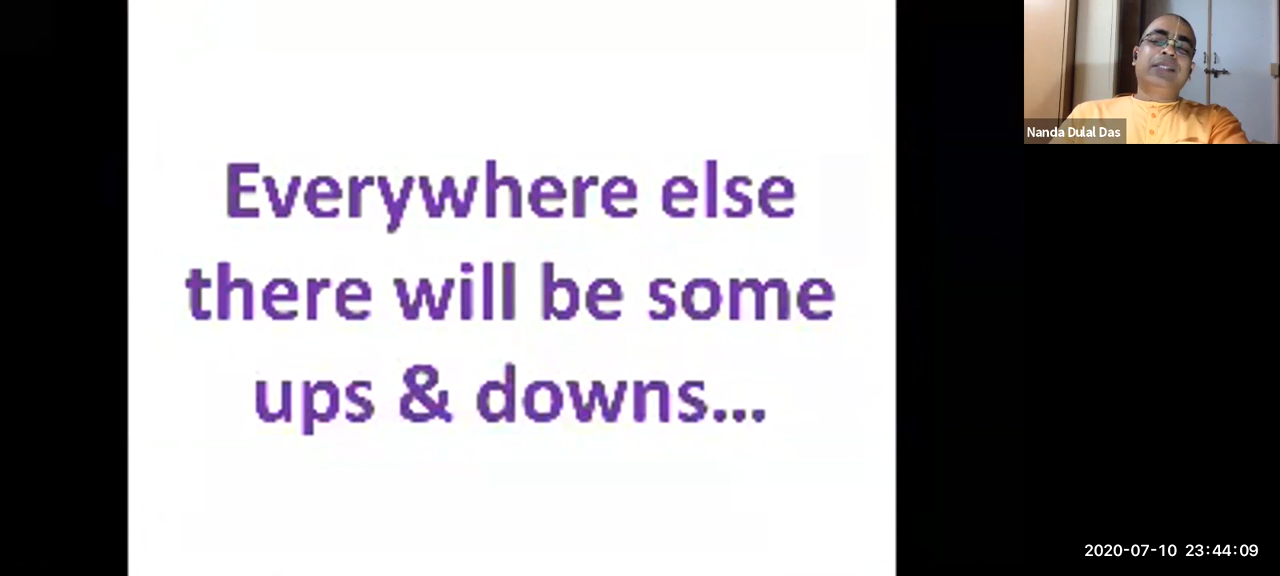 Everywhere else
there will be some
ups & downs...
Nanda Dulal Das
2020-07-10 23:44:09